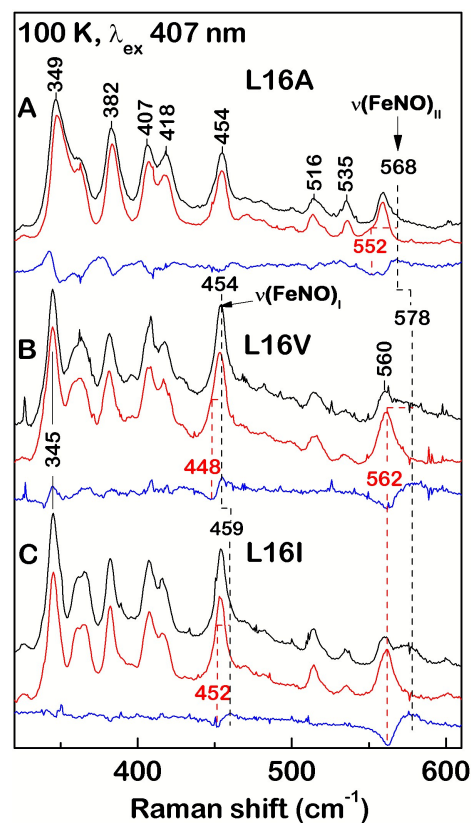 100 K, λex 407 nm
L16A
A
349
382
407
418
454
516
535
ν(FeNO)II
568
552
454
ν(FeNO)I
578
B
L16V
560
345
448
562
C
459
L16I
452
400
500
600
Raman shift (cm-1)